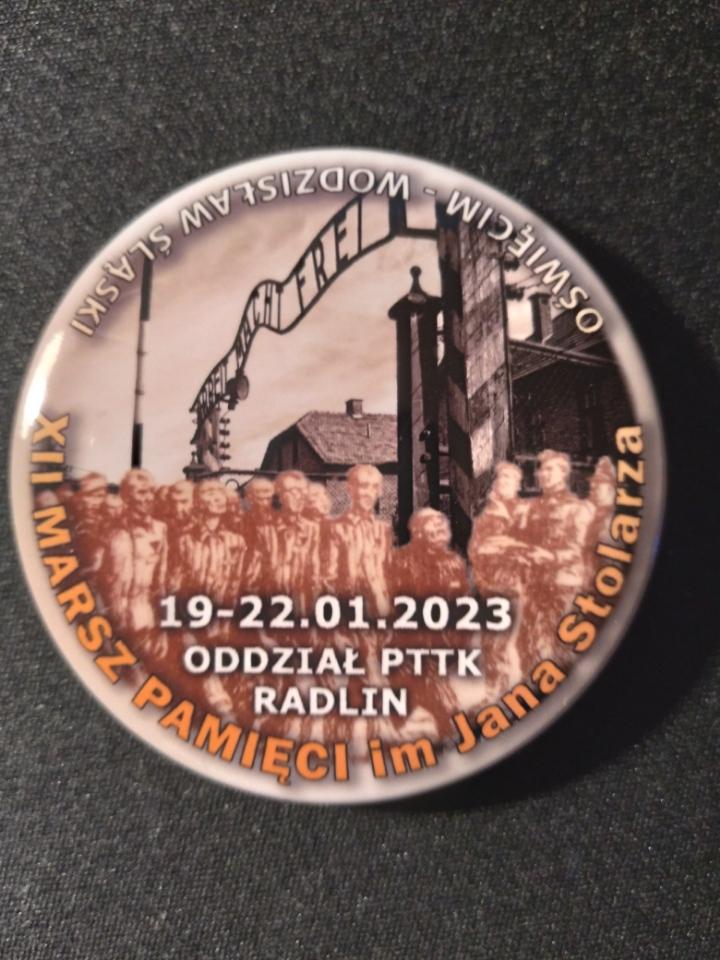 OŚWIĘCIM - WODZISŁAW ŚLĄSKI
ARBEIT MACHT FREI
19-22.01.2023
ODDZIAŁ PTTK
RADLIN
XII MARSZ PAMIĘCI im Jana Stolarza